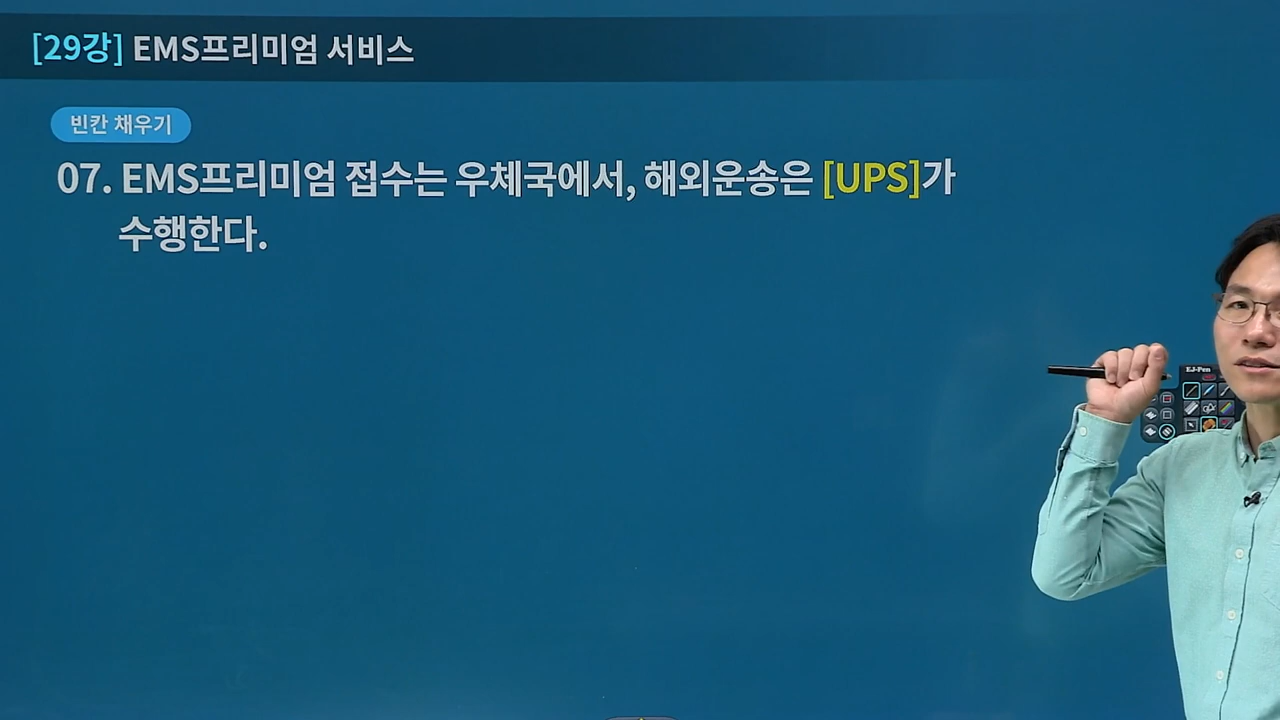 [29강] EMS프리미엄 서비스
빈칸 채우기
07. EMS프리미엄 접수는 우체국에서, 해외운송은 [UPS]가
수행한다.
EJ-Pen